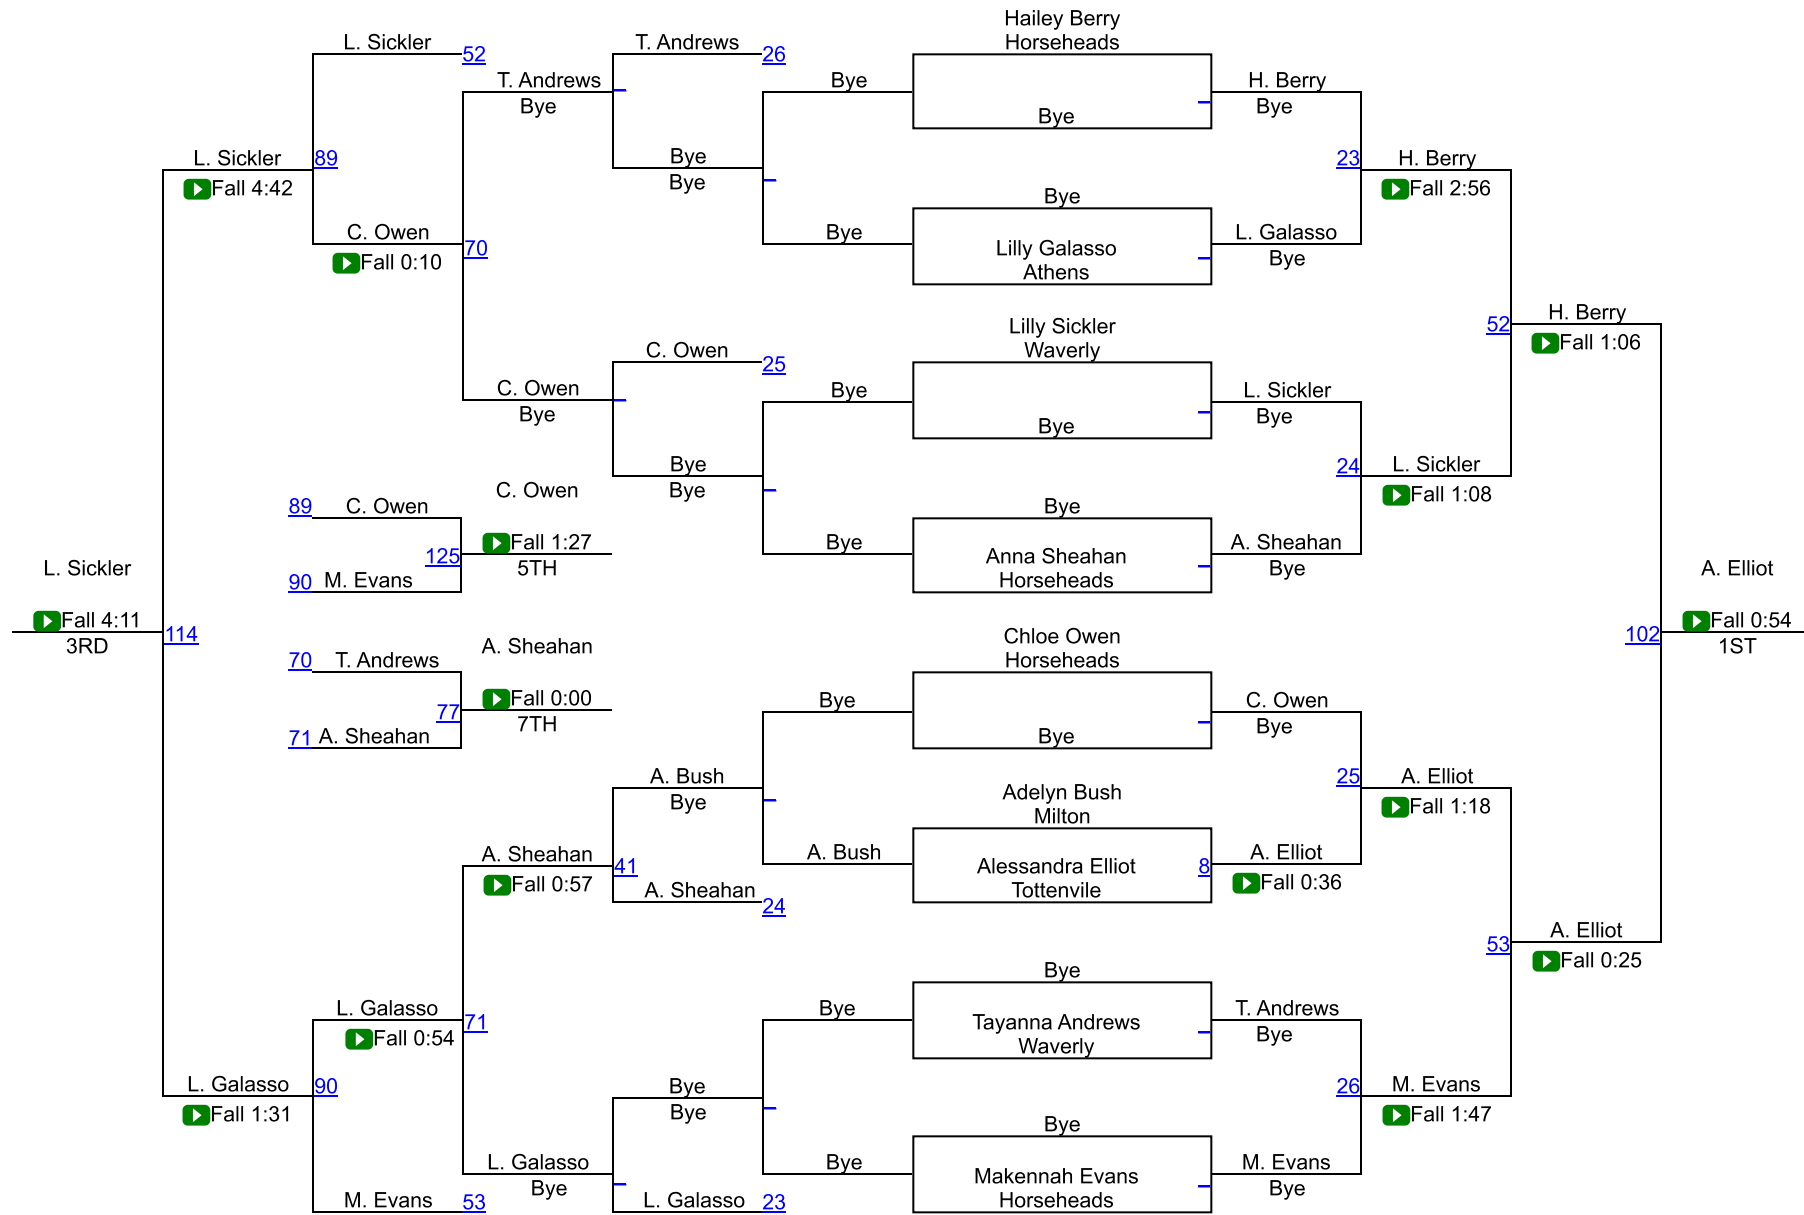 Hailey Berry
Horseheads
L. Sickler
52
T. Andrews
26
T. Andrews
Bye
Bye
H. Berry
Bye
Bye
L. Sickler
89
Fall 4:42
Bye
Bye
23
H. Berry
Fall 2:56
Bye
C. Owen
Fall 0:10
70
Bye
Lilly Galasso
Athens
L. Galasso
Bye
H. Berry
52
Fall 1:06
Lilly Sickler
Waverly
C. Owen
25
C. Owen
Bye
Bye
Bye
L. Sickler
Bye
Bye
Bye
24
L. Sickler
Fall 1:08
C. Owen
89
C. Owen
125
Fall 1:27
5TH
90
M. Evans
Bye
Bye
Anna Sheahan
Horseheads
A. Sheahan
Bye
L. Sickler
Fall 4:11
3RD
114
A. Elliot
102
Fall 0:54
1ST
A. Sheahan
70
T. Andrews
77
Fall 0:00
7TH
71
A. Sheahan
Chloe Owen
Horseheads
Bye
Bye
C. Owen
Bye
A. Bush
Bye
25
A. Elliot
Fall 1:18
Adelyn Bush
Milton
A. Sheahan
Fall 0:57
41
A. Bush
Alessandra Elliot
Tottenvile
8
A. Elliot
Fall 0:36
A. Sheahan
24
53
A. Elliot
Fall 0:25
Bye
L. Galasso
Fall 0:54
71
Bye
Tayanna Andrews
Waverly
T. Andrews
Bye
L. Galasso
90
Fall 1:31
Bye
Bye
26
M. Evans
Fall 1:47
Bye
L. Galasso
Bye
Bye
Makennah Evans
Horseheads
M. Evans
Bye
M. Evans
53
L. Galasso
23